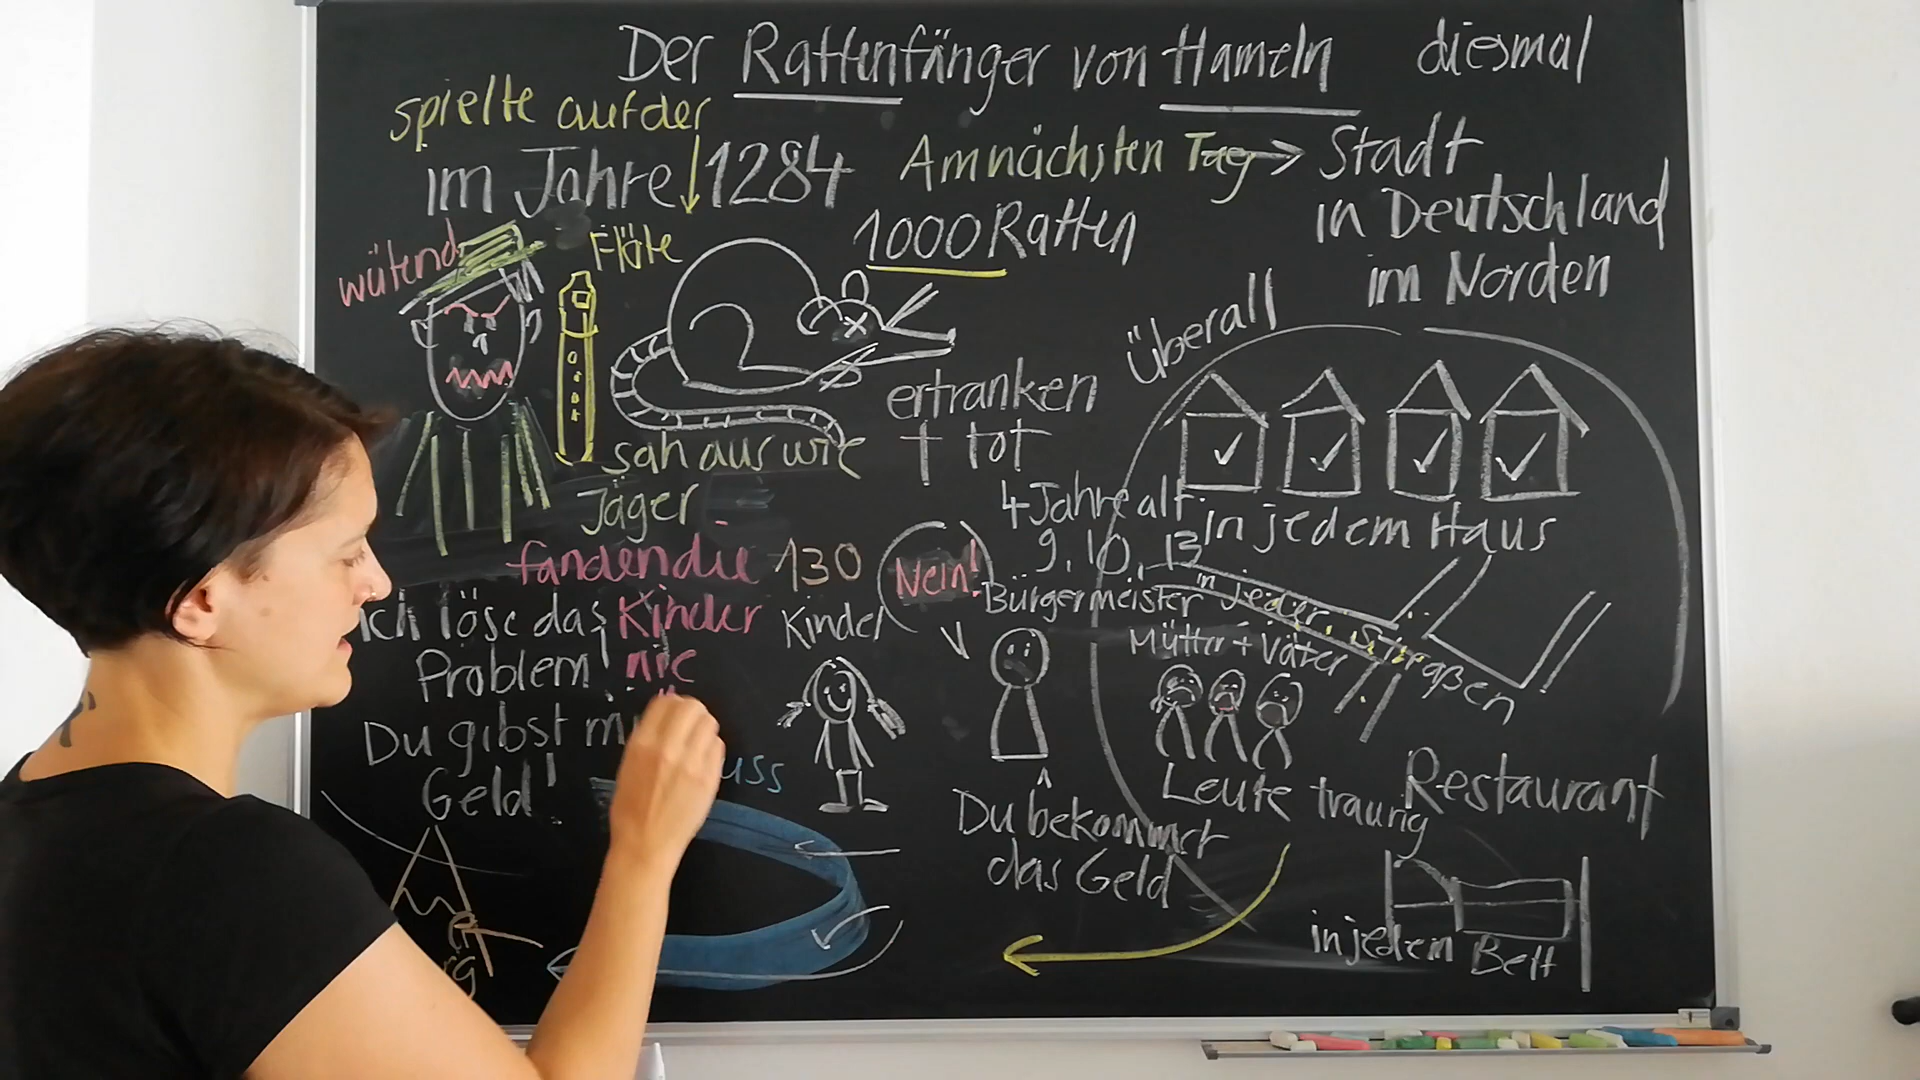 Der Rattenfänger von Hameln
diesmal
spielte auf der
im Jahre 1284
Am nächsten Tag
Stadt
in Deutschland
im Norden
1000 Ratten
wütend
Flöte
überall
ertranken
† tot
sah aus wie
Jäger
4 Jahre alt
9, 10, 13
in jedem Haus
fanden die
130
Kinder
Nein!
Bürgermeister
in jeder Straßen
Ich löse das
Kinder
Problem!
nie
Mütter + Väter
Du gibst mir
Geld!
Leute traurig
Restaurant
Du bekommst
das Geld
in jedem Bett